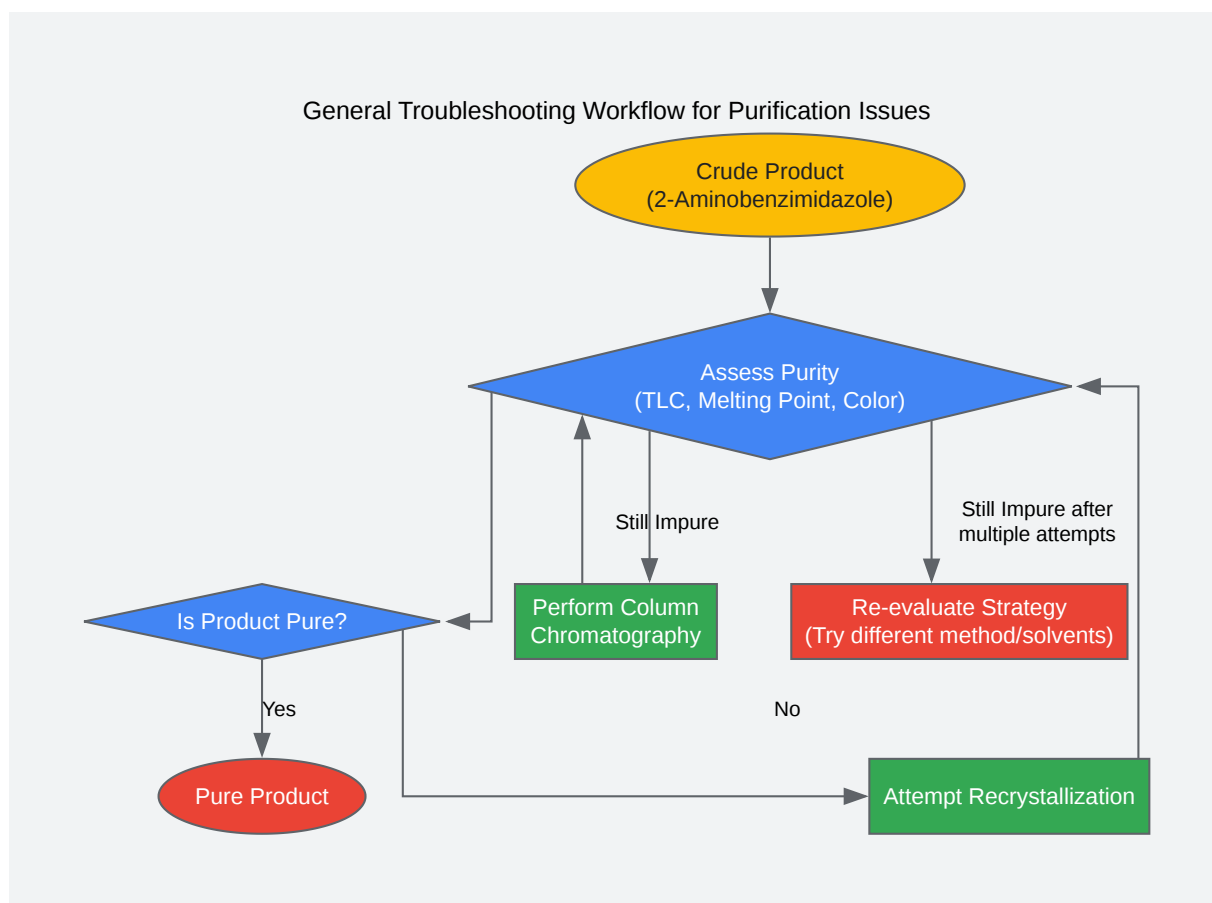 General Troubleshooting Workflow for Purification Issues
Crude Product
(2-Aminobenzimidazole)
Assess Purity
(TLC, Melting Point, Color)
Still Impure
Still Impure after
multiple attempts
Is Product Pure?
Perform Column
Chromatography
Re-evaluate Strategy
(Try different method/solvents)
Yes
No
Pure Product
Attempt Recrystallization